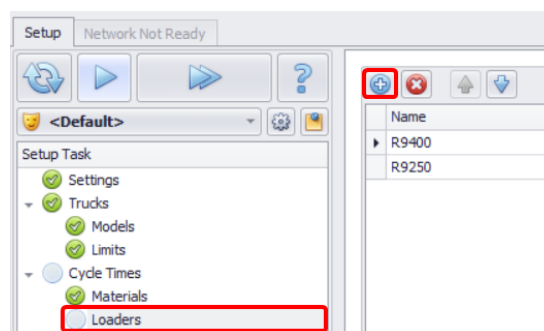 Setup
Network Not Ready
<Default>
Setup Task
Settings
Trucks
Models
Limits
Cycle Times
Materials
Loaders
Name
R9400
R9250